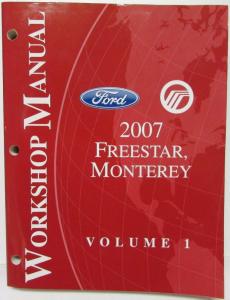 WORKSHOP MANUAL
Ford
2007
FREESTAR,
MONTEREY
VOLUME 1